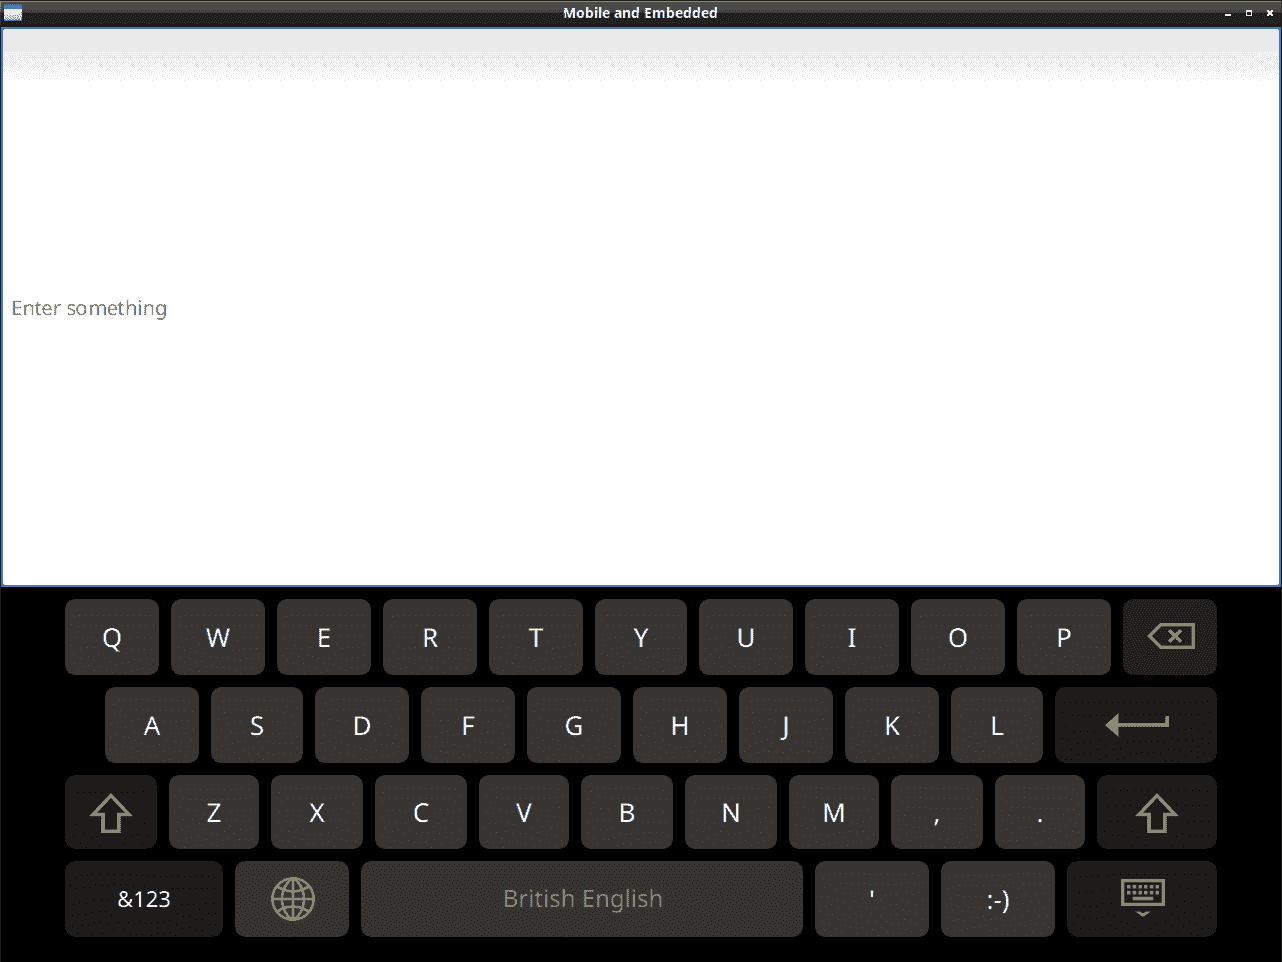 Mobile and Embedded
Enter something
Q W E R T Y U I O P
A S D F G H J K L
Z X C V B N M , .
&123 British English ' :-)